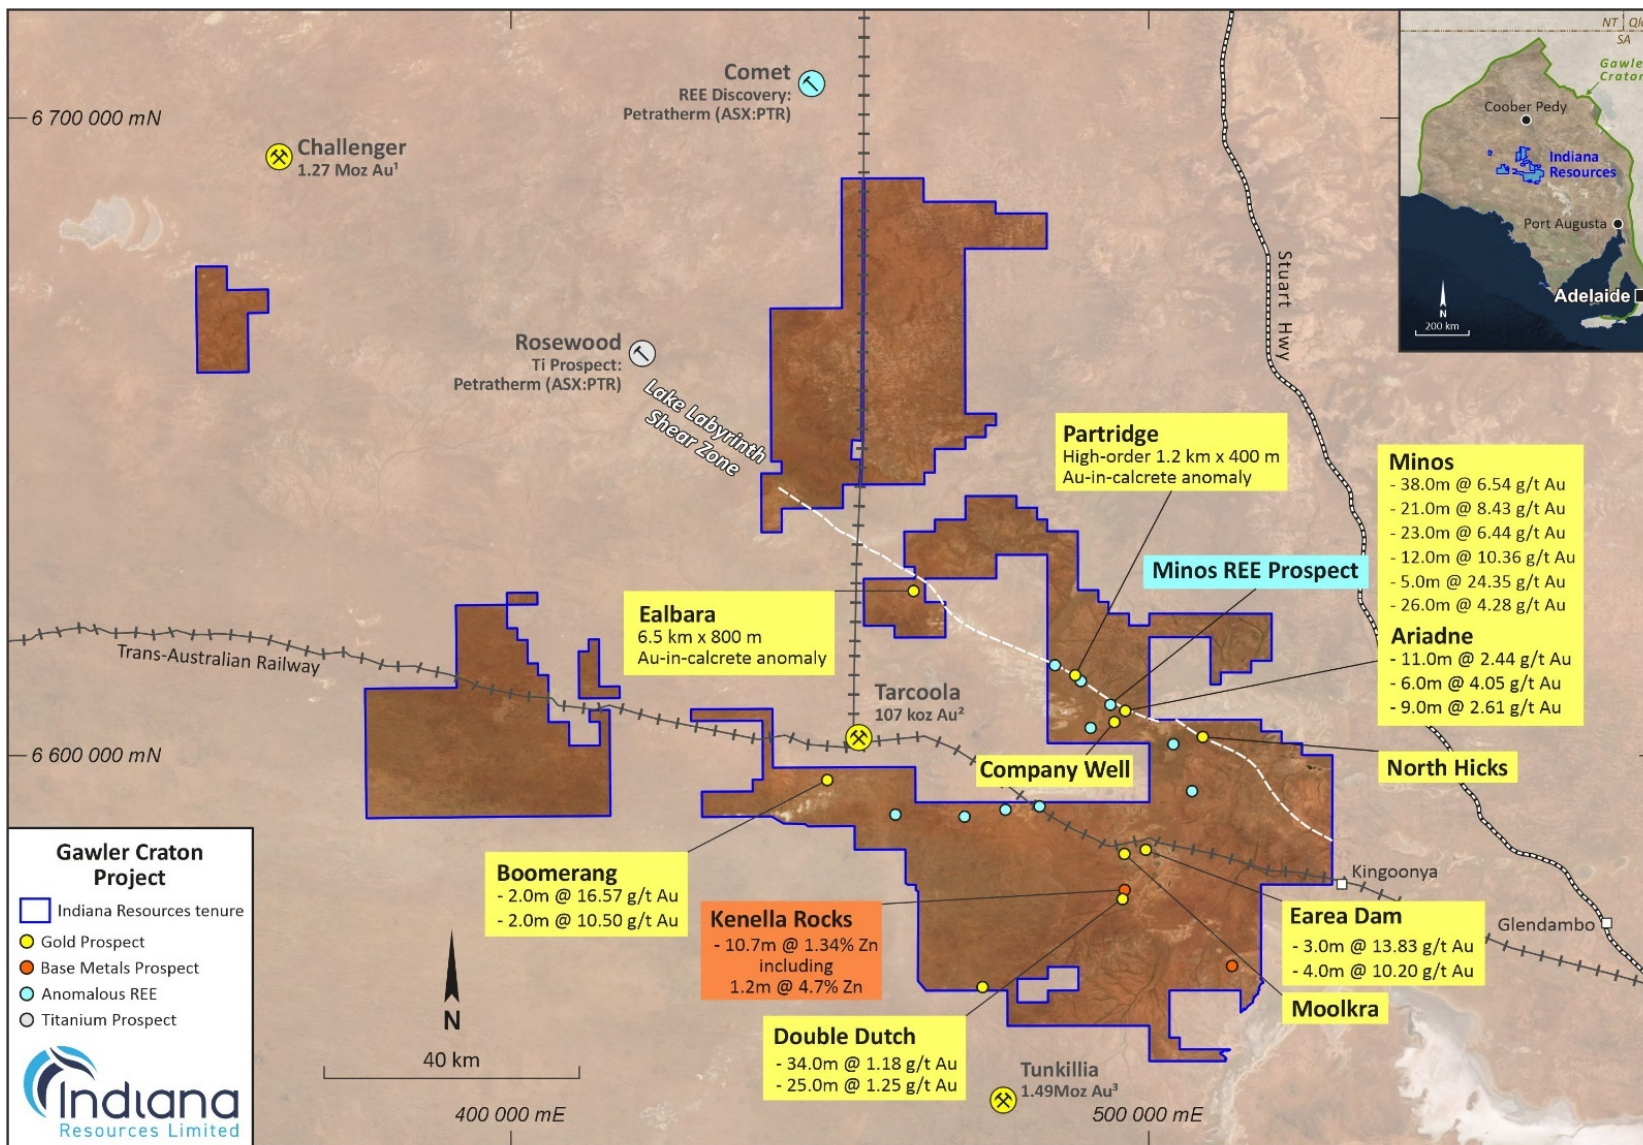 Comet
REE Discovery:
Petratherm (ASX:PTR)
6 700 000 mN
Challenger
1.27 Moz Au¹
Rosewood
Ti Prospect:
Petratherm (ASX:PTR)
Lake Labyrinth
Shear Zone
Stuart Hwy
NT
SA
Coober Pedy
Indiana
Resources
Port Augusta
Adelaide
N
200 km
Partridge
High-order 1.2 km x 400 m
Au-in-calcrete anomaly
Minos
- 38.0m @ 6.54 g/t Au
- 21.0m @ 8.43 g/t Au
- 23.0m @ 6.44 g/t Au
- 12.0m @ 10.36 g/t Au
- 5.0m @ 24.35 g/t Au
- 26.0m @ 4.28 g/t Au
Minos REE Prospect
Ariadne
- 11.0m @ 2.44 g/t Au
- 6.0m @ 4.05 g/t Au
- 9.0m @ 2.61 g/t Au
Ealbara
6.5 km x 800 m
Au-in-calcrete anomaly
Trans-Australian Railway
Tarcoola
107 koz Au²
6 600 000 mN
Company Well
North Hicks
Boomerang
- 2.0m @ 16.57 g/t Au
- 2.0m @ 10.50 g/t Au
Kenella Rocks
- 10.7m @ 1.34% Zn
including
1.2m @ 4.7% Zn
Kingoonya
Glendambo
Earea Dam
- 3.0m @ 13.83 g/t Au
- 4.0m @ 10.20 g/t Au
Moolkra
Double Dutch
- 34.0m @ 1.18 g/t Au
- 25.0m @ 1.25 g/t Au
Tunkillia
1.49Moz Au³
Gawler Craton
Project
Indiana Resources tenure
Gold Prospect
Base Metals Prospect
Anomalous REE
Titanium Prospect
Indiana
Resources Limited
N
40 km
400 000 mE
500 000 mE